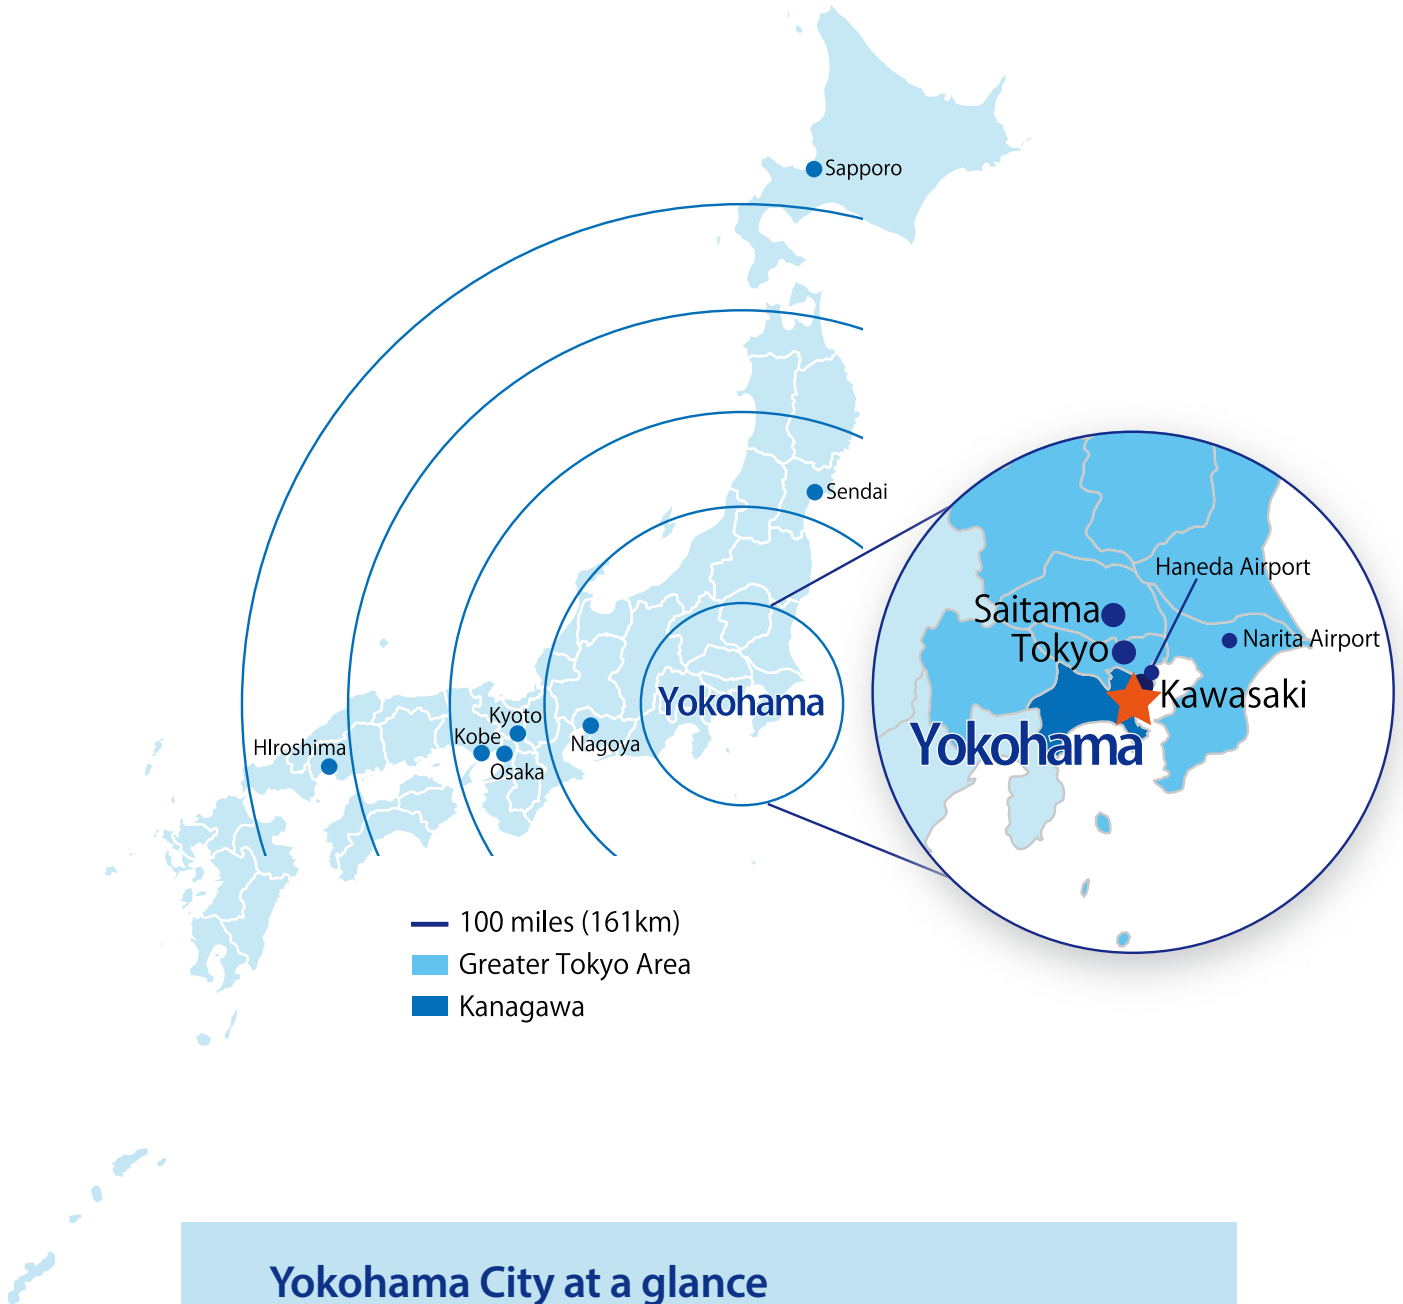 Sapporo
Sendai
Haneda Airport
Saitama
Tokyo
Narita Airport
Kawasaki
Yokohama
Yokohama
Kyoto
Kobe
Osaka
Nagoya
HIroshima
100 miles (161km)
Greater Tokyo Area
Kanagawa
Yokohama City at a glance